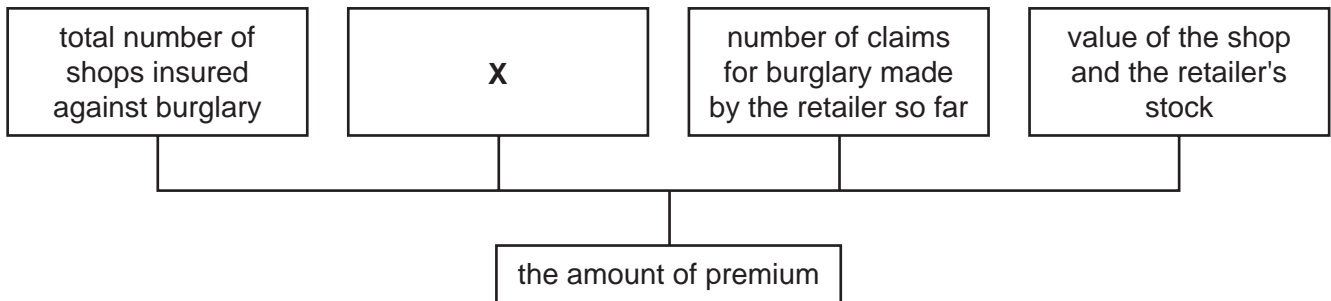 total number of
shops insured
against burglary
X
number of claims
for burglary made
by the retailer so far
value of the shop
and the retailer's
stock
the amount of premium